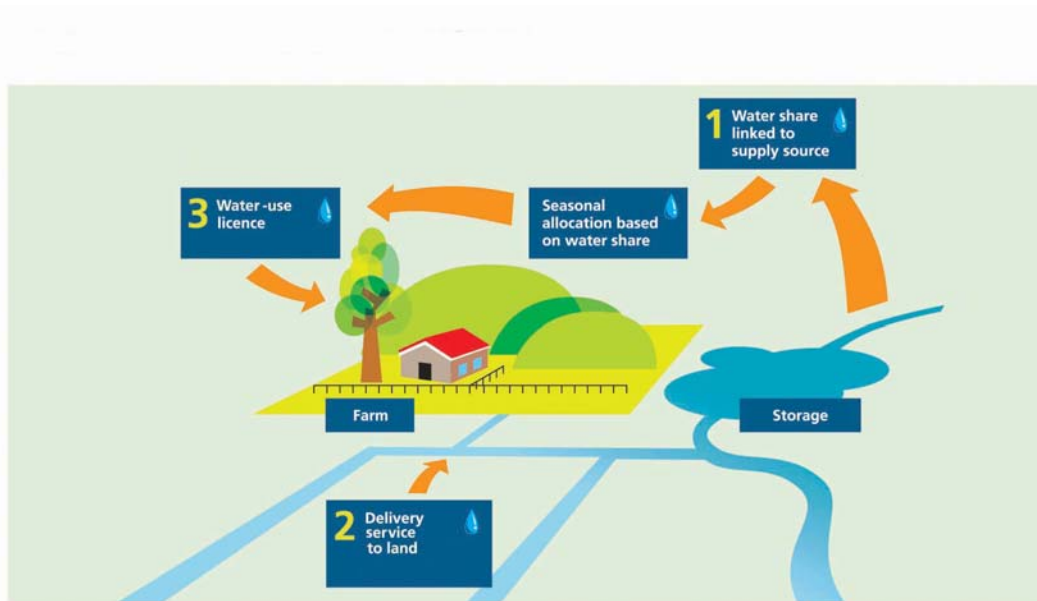 1 Water share
linked to
supply source
Seasonal
allocation based
on water share
3 Water-use
licence
Farm
Storage
2 Delivery
service
to land